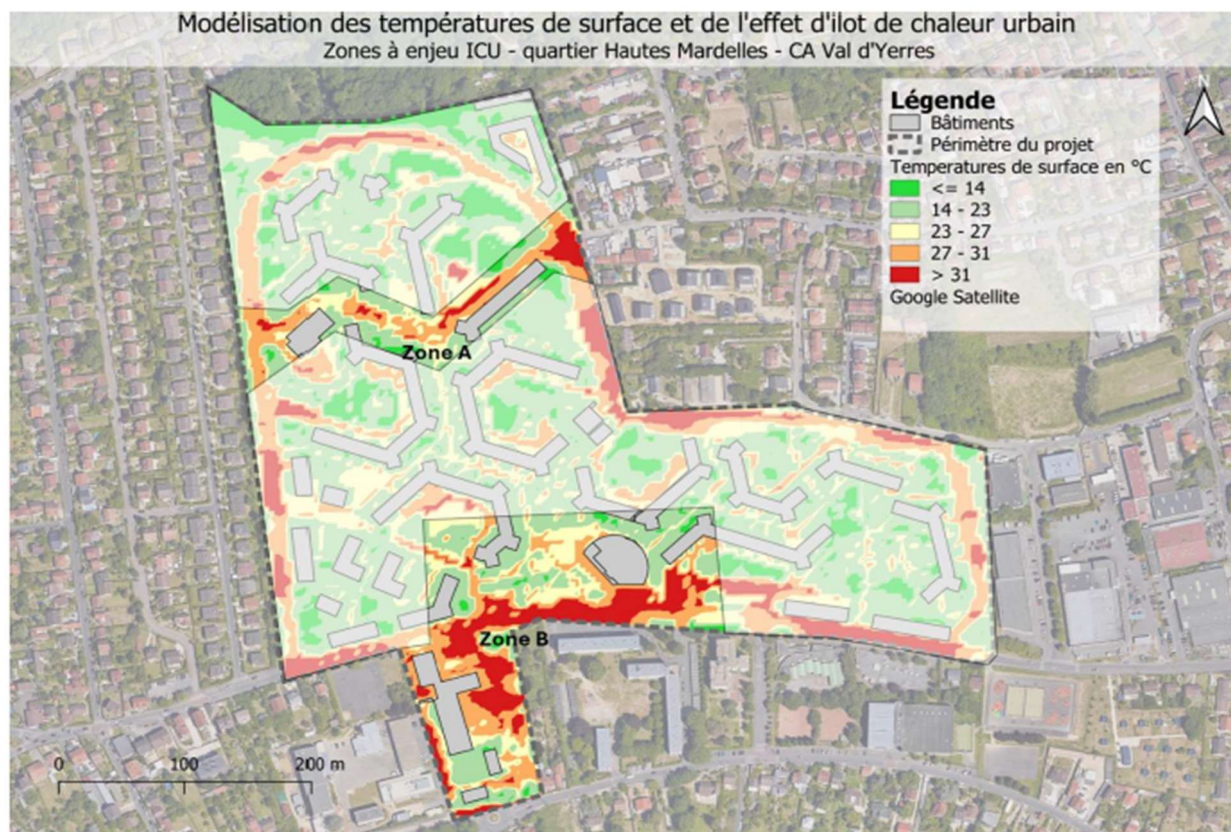 Modélisation des températures de surface et de l'effet d'ilot de chaleur urbain
Zones à enjeu ICU - quartier Hautes Mardelles - CA Val d'Yerres
N
Légende
Bâtiments
Périmètre du projet
Temperatures de surface en °C
<= 14
14 - 23
23 - 27
27 - 31
> 31
Google Satellite
Zone A
Zone B
0 100 200 m